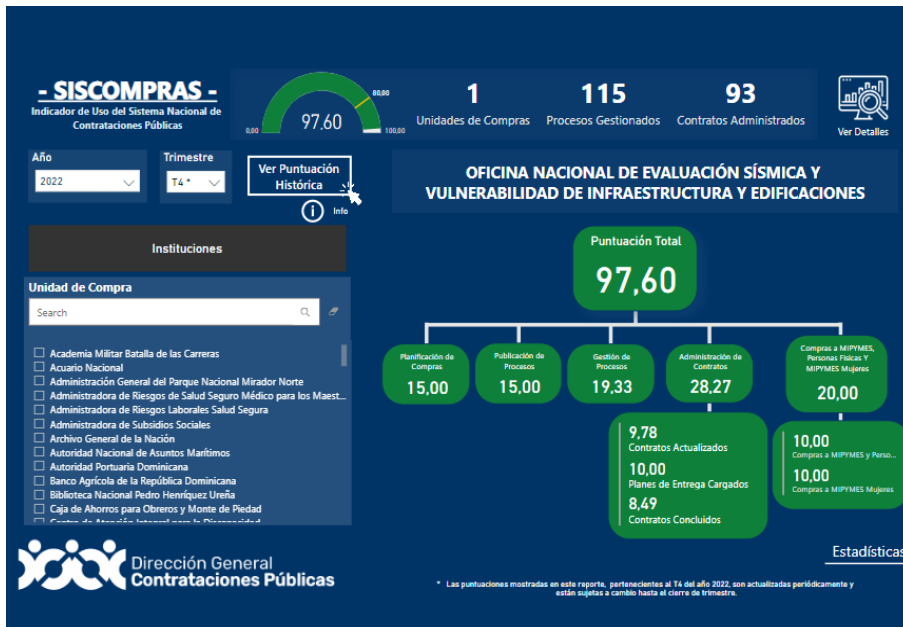 - SISCOMPRAS -
Indicador de Uso del Sistema Nacional de
Contrataciones Públicas
0,00
97,60
80,00
100,00
1
Unidades de Compras
115
Procesos Gestionados
93
Contratos Administrados
Ver Detalles
Año
2022
Trimestre
T4 *
Ver Puntuación
Histórica
i Info
OFICINA NACIONAL DE EVALUACIÓN SÍSMICA Y
VULNERABILIDAD DE INFRAESTRUCTURA Y EDIFICACIONES
Instituciones
Unidad de Compra
Search
Academia Militar Batalla de las Carreras
Acuario Nacional
Administración General del Parque Nacional Mirador Norte
Administradora de Riesgos de Salud Seguro Médico para los Maest...
Administradora de Riesgos Laborales Salud Segura
Administradora de Subsidios Sociales
Archivo General de la Nación
Autoridad Nacional de Asuntos Marítimos
Autoridad Portuaria Dominicana
Banco Agrícola de la República Dominicana
Biblioteca Nacional Pedro Henríquez Ureña
Caja de Ahorros para Obreros y Monte de Piedad
Centro de Atención Integral para la Discapacidad
Puntuación Total
97,60
Planificación de
Compras
15,00
Publicación de
Procesos
15,00
Gestión de
Procesos
19,33
Administración de
Contratos
28,27
Compras a MIPYMES,
Personas Físicas Y
MIPYMES Mujeres
20,00
9,78
Contratos Actualizados
10,00
Planes de Entrega Cargados
8,49
Contratos Concluidos
10,00
Compras a MIPYMES y Perso...
10,00
Compras a MIPYMES Mujeres
Dirección General
Contrataciones Públicas
Estadísticas
* Las puntuaciones mostradas en este reporte, pertenecientes al T4 del año 2022, son actualizadas periódicamente y
están sujetas a cambio hasta el cierre de trimestre.